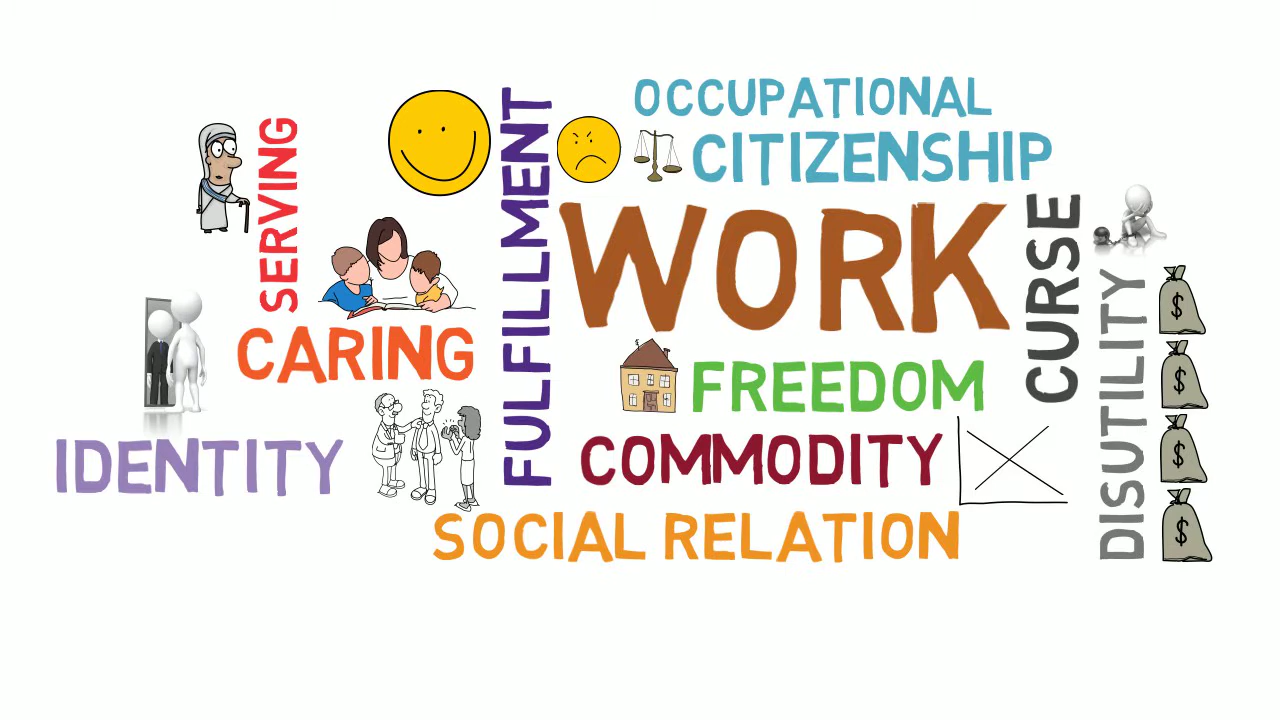 OCCUPATIONAL
CITIZENSHIP
SERVING
FULFILLMENT
WORK
CURSE
CARING
FREEDOM
DISUTILITY
IDENTITY
COMMODITY
SOCIAL RELATION
$
$
$
$